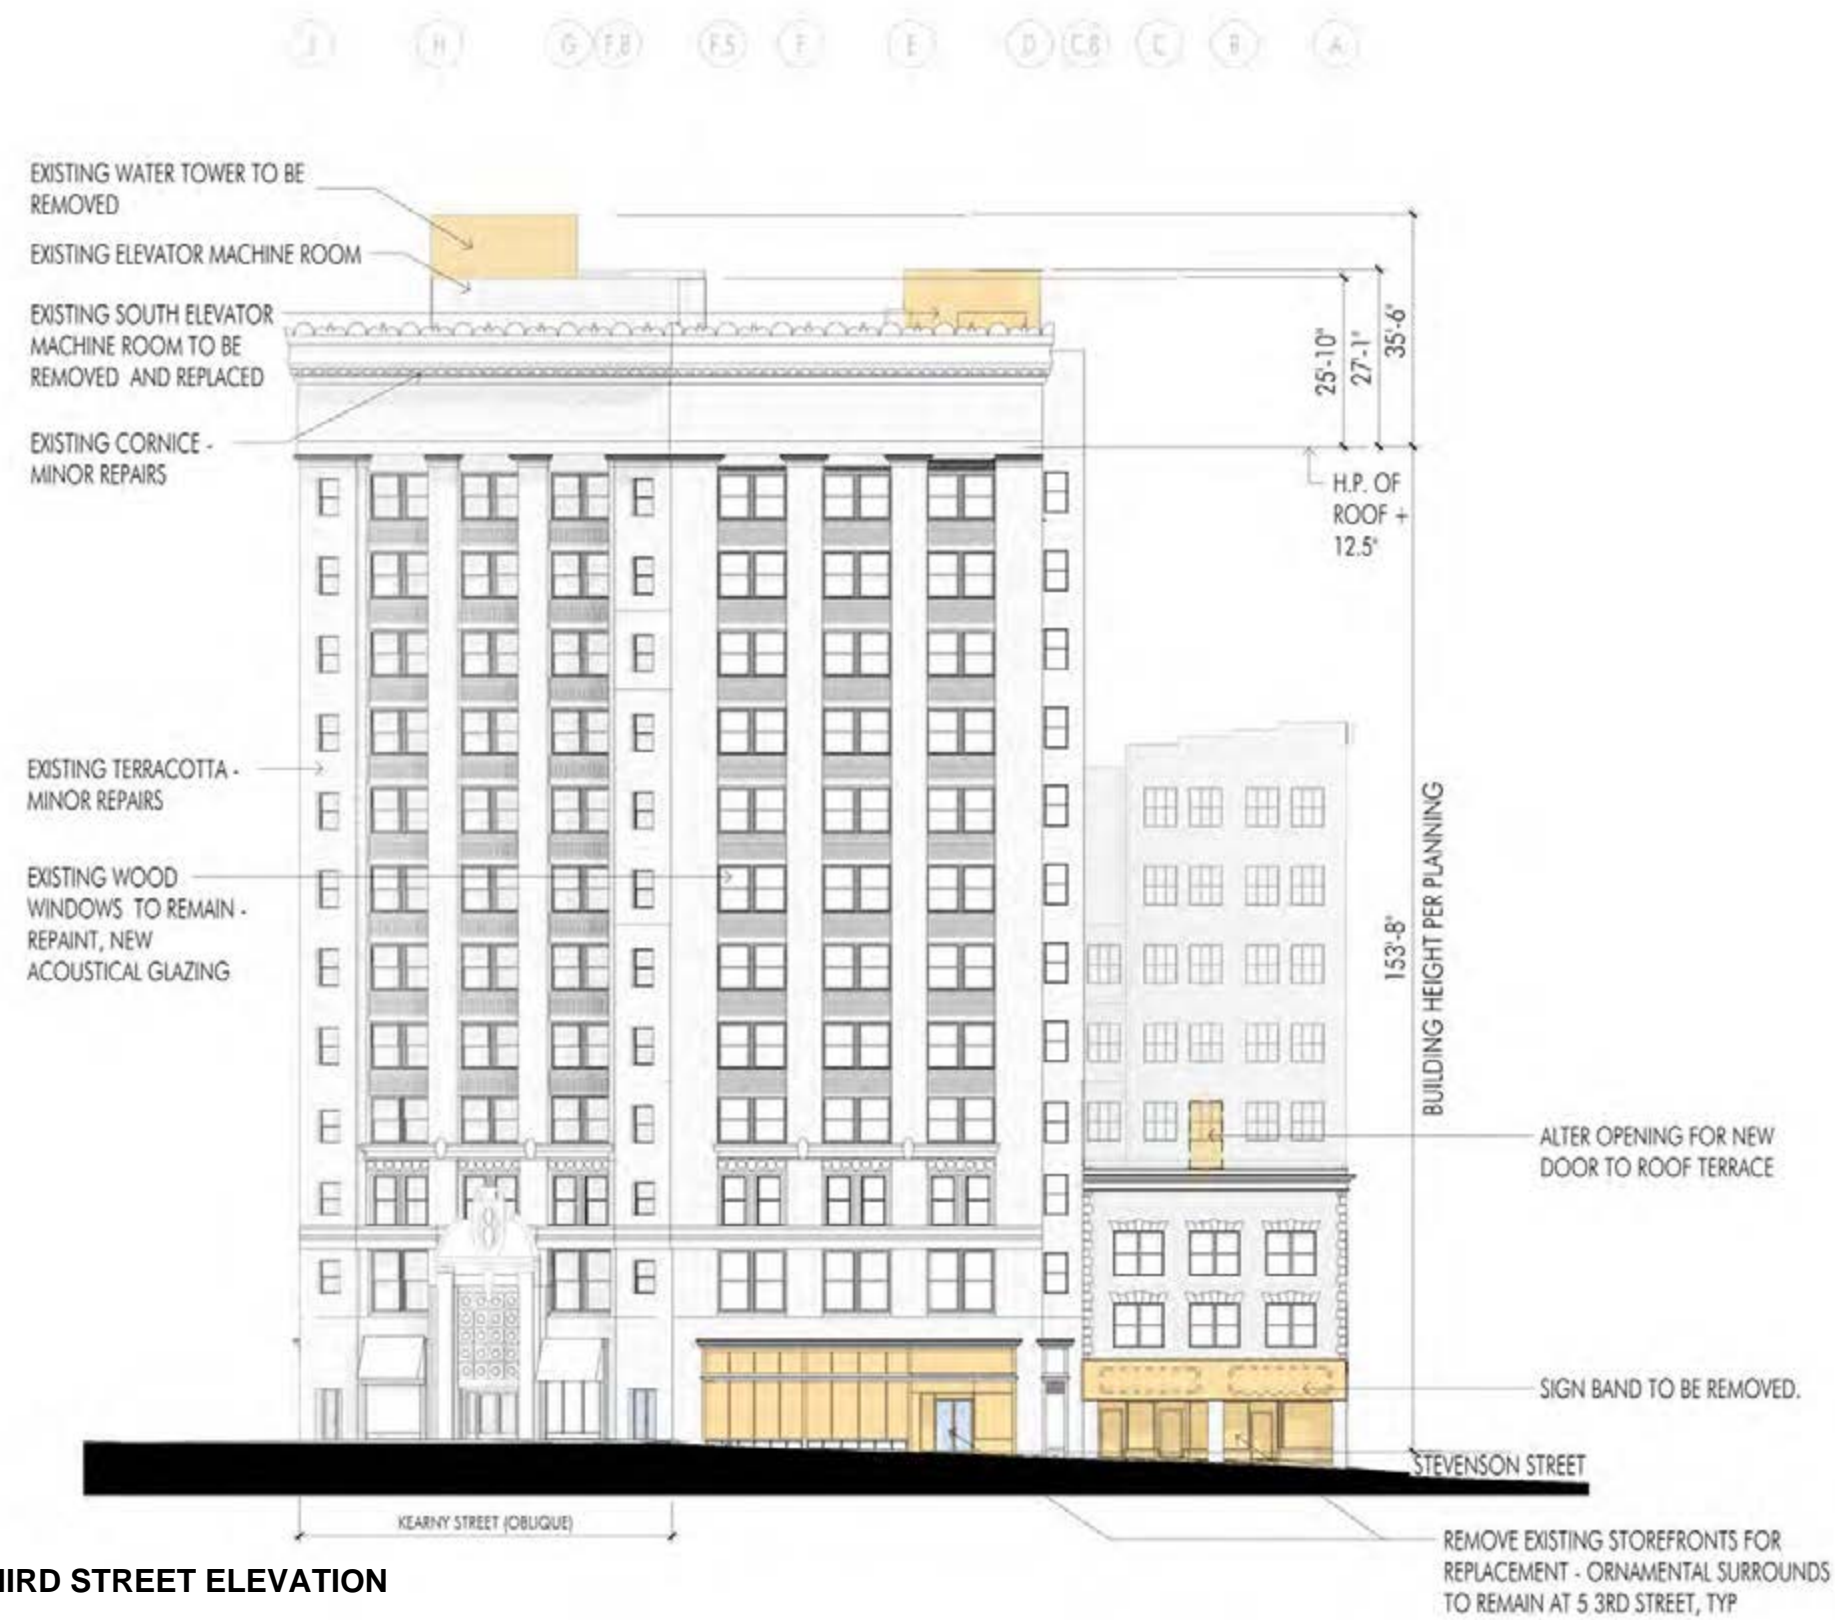 J H G F.8 F.5 F E D C.8 C B A
EXISTING WATER TOWER TO BE
REMOVED
EXISTING ELEVATOR MACHINE ROOM
EXISTING SOUTH ELEVATOR
MACHINE ROOM TO BE
REMOVED AND REPLACED
EXISTING CORNICE -
MINOR REPAIRS
EXISTING TERRACOTTA -
MINOR REPAIRS
EXISTING WOOD
WINDOWS TO REMAIN -
REPAINT, NEW
ACOUSTICAL GLAZING
25'-10"
27'-1"
35'-6"
H.P. OF
ROOF +
12.5"
153'-8"
BUILDING HEIGHT PER PLANNING
ALTER OPENING FOR NEW
DOOR TO ROOF TERRACE
SIGN BAND TO BE REMOVED.
STEVENSON STREET
KEARNY STREET (OBLIQUE)
REMOVE EXISTING STOREFRONTS FOR
REPLACEMENT - ORNAMENTAL SURROUNDS
TO REMAIN AT 5 3RD STREET, TYP
HIRD STREET ELEVATION